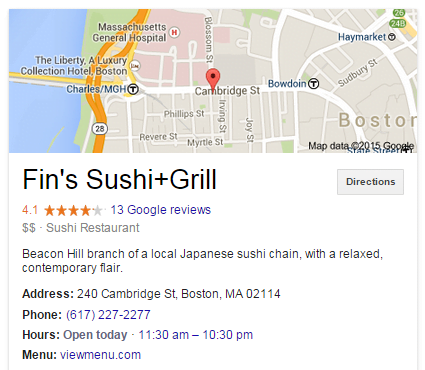 Massachusetts
General Hospital
H
Blossom St
Haymarket
26
24B
The Liberty, A Luxury
Collection Hotel, Boston
Sudbury St
Charles/MGH
Bowdoin
Cambridge St
Phillips St
Irving St
Joy St
Boston
28
Revere St
Myrtle St
State Street
Map data ©2015 Google
Fin's Sushi+Grill
Directions
4.1 ★★★★★ 13 Google reviews
$$ · Sushi Restaurant
Beacon Hill branch of a local Japanese sushi chain, with a relaxed,
contemporary flair.
Address: 240 Cambridge St, Boston, MA 02114
Phone: (617) 227-2277
Hours: Open today · 11:30 am – 10:30 pm
Menu: viewmenu.com